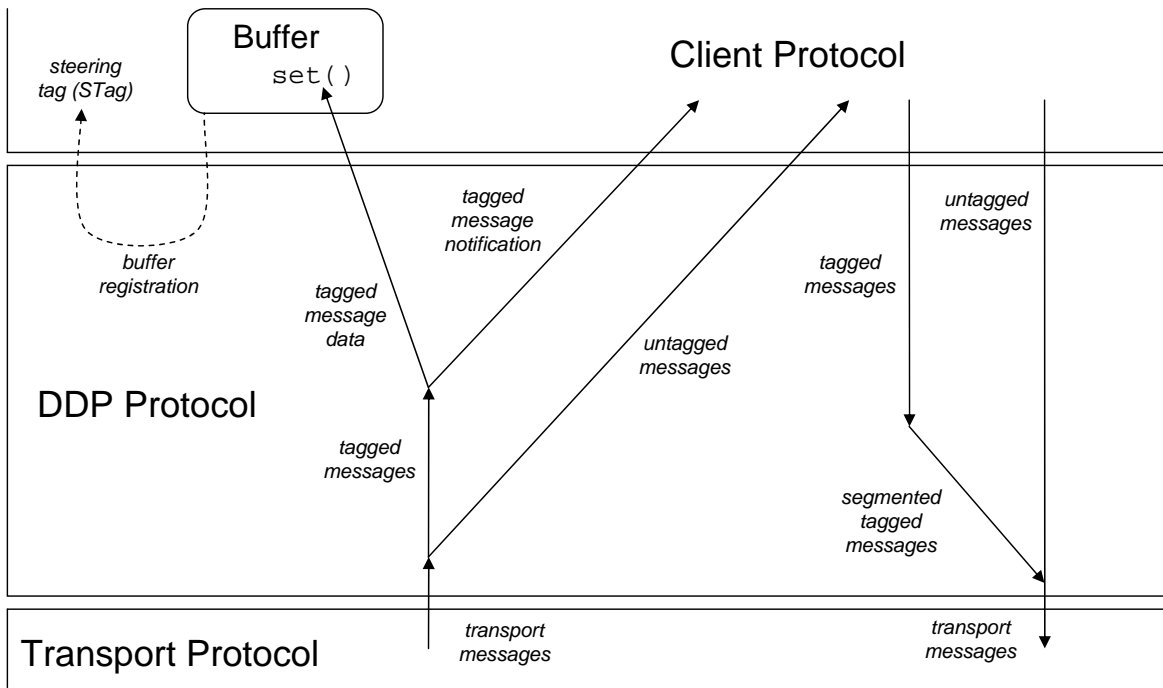 Buffer
set()
steering
tag (STag)
Client Protocol
tagged
message
notification
untagged
messages
buffer
registration
tagged
messages
tagged
message
data
untagged
messages
DDP Protocol
tagged
messages
segmented
tagged
messages
Transport Protocol
transport
messages
transport
messages